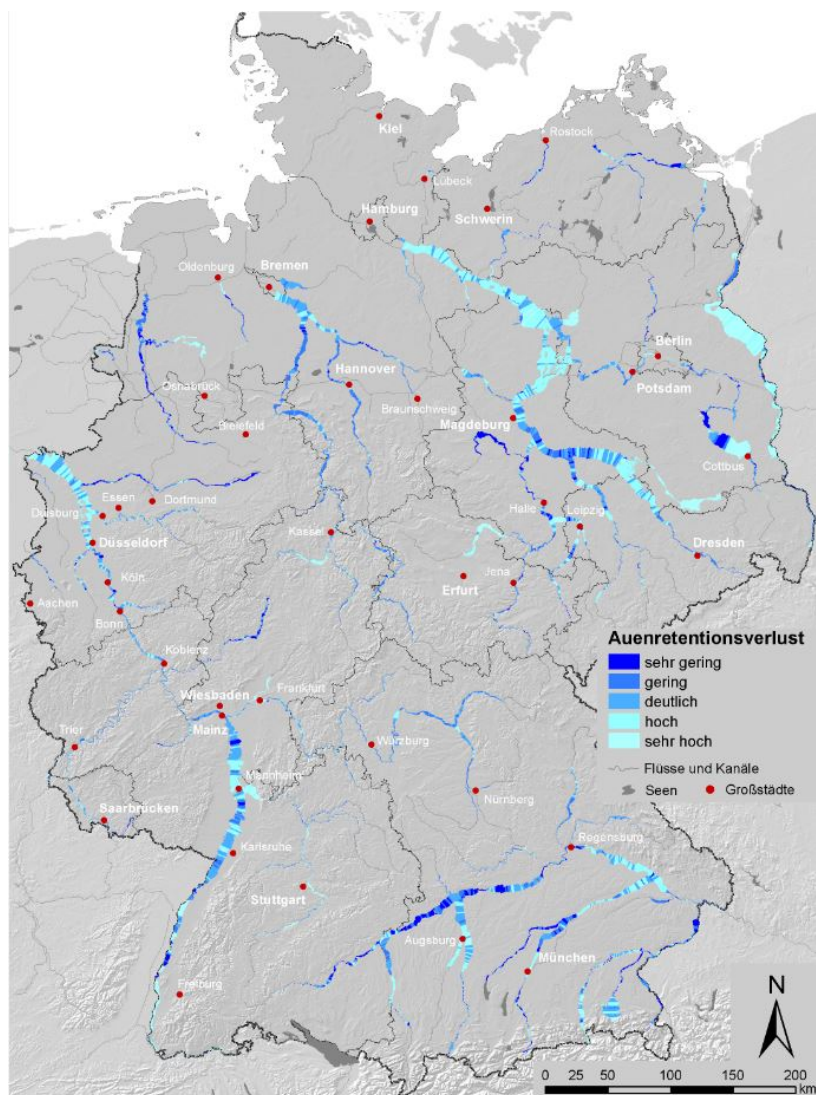 Kiel
Rostock
Lübeck
Hamburg
Schwerin
Oldenburg
Bremen
Berlin
Hannover
Potsdam
Osnabrück
Braunschweig
Magdeburg
Bielefeld
Cottbus
Essen
Dortmund
Duisburg
Halle
Leipzig
Düsseldorf
Kassel
Dresden
Köln
Jena
Erfurt
Aachen
Bonn
Koblenz
Wiesbaden
Frankfurt
Mainz
Trier
Würzburg
Mannheim
Nürnberg
Saarbrücken
Karlsruhe
Regensburg
Stuttgart
Augsburg
München
Freiburg
Auenretentionsverlust
sehr gering
gering
deutlich
hoch
sehr hoch
Flüsse und Kanäle
Seen
Großstädte
N
0 25 50 100 150 200
km